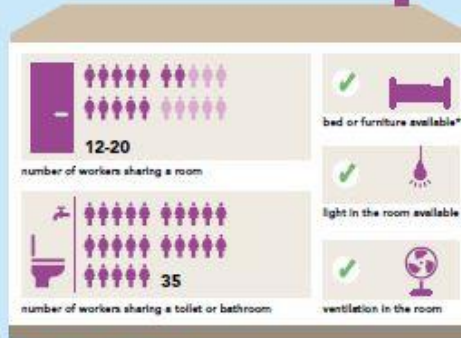 12-20
number of workers sharing a room
35
number of workers sharing a toilet or bathroom
bed or furniture available*
light in the room available
ventilation in the room